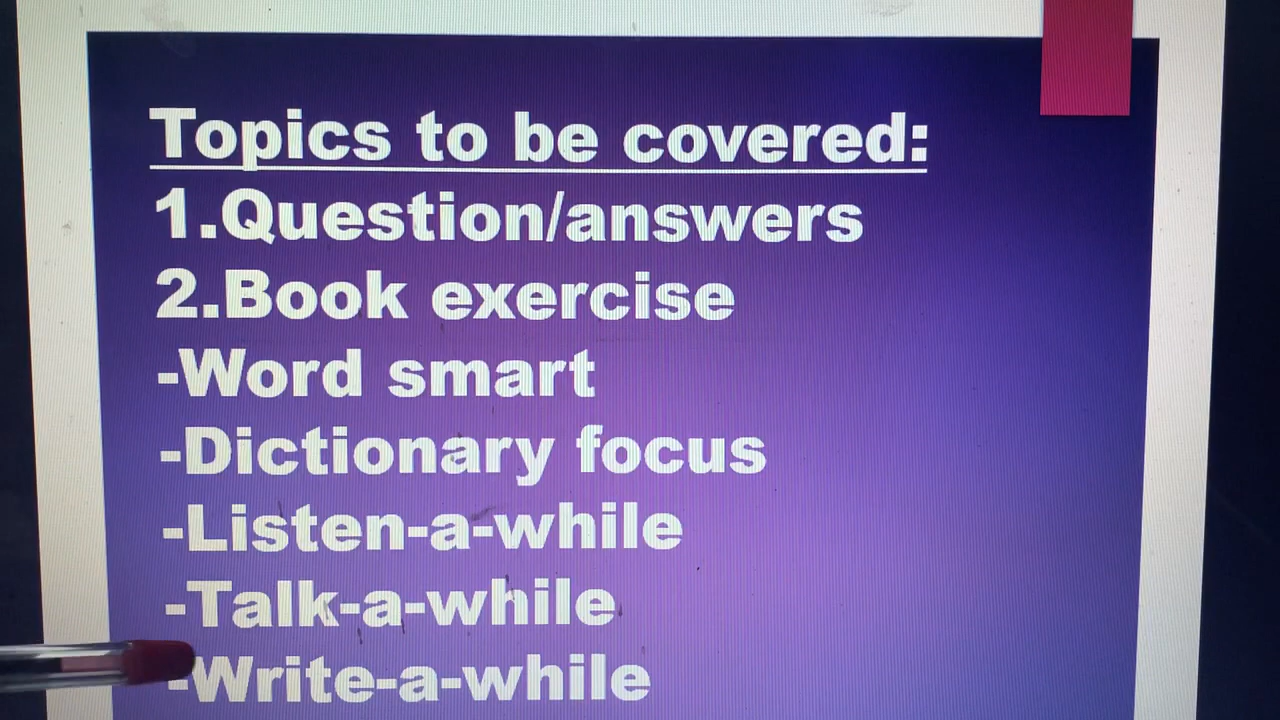 Topics to be covered:
1.Question/answers
2.Book exercise
-Word smart
-Dictionary focus
-Listen-a-while
-Talk-a-while
-Write-a-while